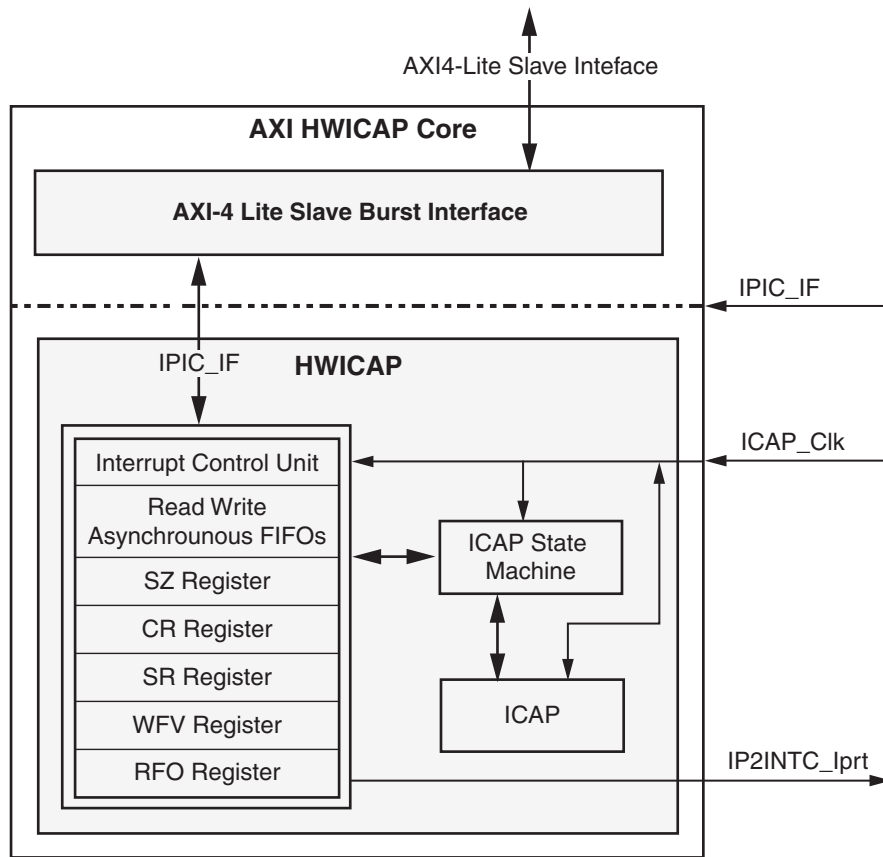 AXI4-Lite Slave Inteface
AXI HWICAP Core
AXI-4 Lite Slave Burst Interface
IPIC_IF
IPIC_IF
HWICAP
ICAP_Clk
Interrupt Control Unit
Read Write
Asynchrounous FIFOs
SZ Register
CR Register
SR Register
WFV Register
RFO Register
ICAP State
Machine
ICAP
IP2INTC_Iprt